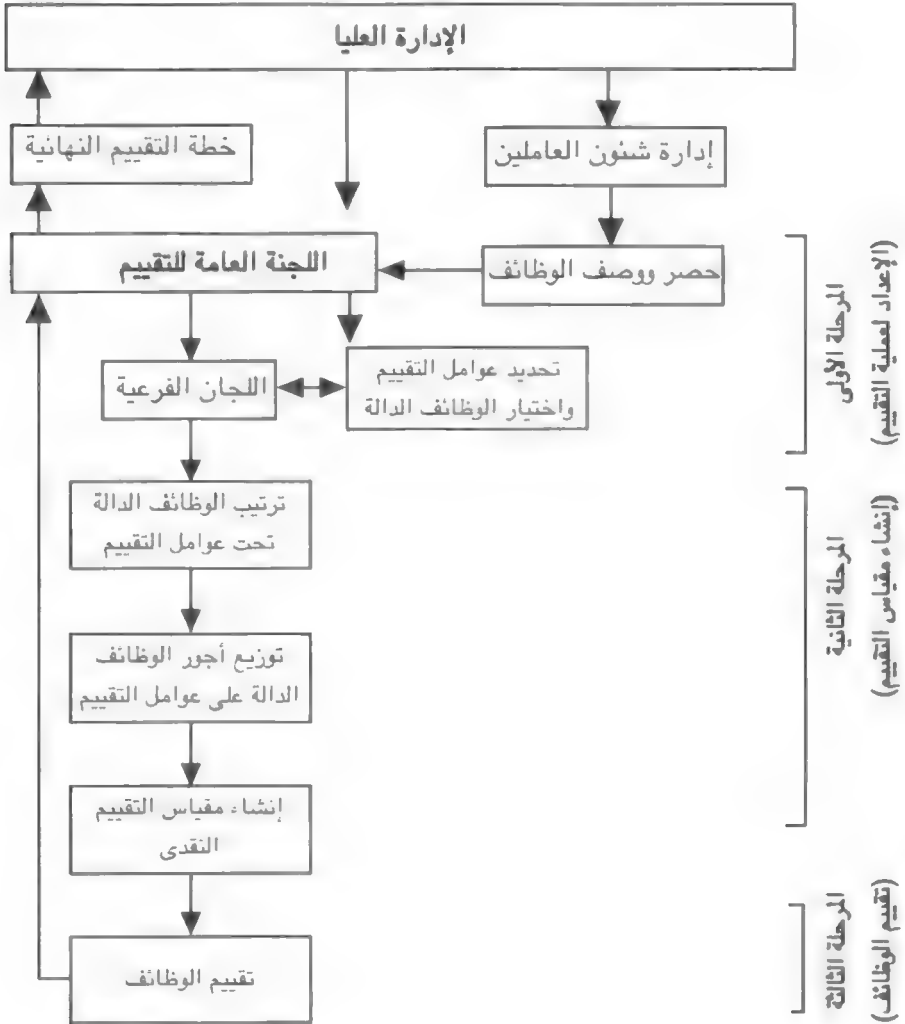 الإدارة العليا
خطة التقييم النهائية
إدارة شئون العاملين
اللجنة العامة للتقييم
حصر ووصف الوظائف
اللجان الفرعية
تحديد عوامل التقييم
واختيار الوظائف الدالة
ترتيب الوظائف الدالة
تحت عوامل التقييم
توزيع أجور الوظائف
الدالة على عوامل التقييم
إنشاء مقياس التقييم
النقدى
تقييم الوظائف
المرحلة الأولى
(الإعداد لعملية التقييم)
المرحلة الثانية
(إنشاء مقياس التقييم)
المرحلة الثالثة
(تقييم الوظائف)